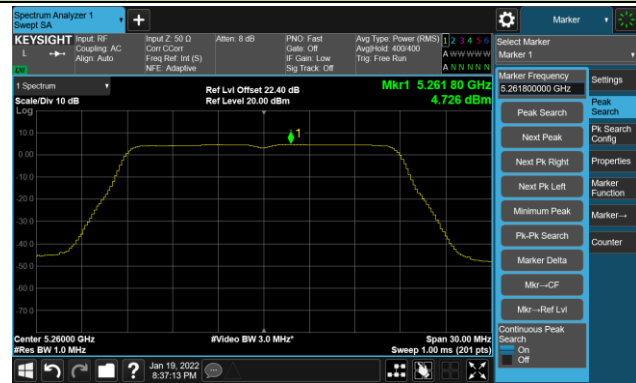 Spectrum Analyzer 1
Swept SA
+
Marker
KEYSIGHT
L
LW
Input: RF
Coupling: AC
Align: Auto
Input Z: 50 Ω
Corr CCorr
Freq Ref: Int (S)
NFE: Adaptive
Atten: 8 dB
PNO: Fast
Gate: Off
IF Gain: Low
Sig Track: Off
Avg Type: Power (RMS)
Avg|Hold: 400/400
Trig: Free Run
1 2 3 4 5 6
A W W W W W
A N N N N N
Select Marker
Marker 1
1 Spectrum
Scale/Div 10 dB
Log
Ref Lvl Offset 22.40 dB
Ref Level 20.00 dBm
Mkr1 5.261 80 GHz
4.726 dBm
1
10.0
0.00
-10.0
-20.0
-30.0
-40.0
-50.0
-60.0
-70.0
Center 5.26000 GHz
#Res BW 1.0 MHz
#Video BW 3.0 MHz*
Span 30.00 MHz
Sweep 1.00 ms (201 pts)
Marker Frequency
5.261800000 GHz
Peak Search
Next Peak
Next Pk Right
Next Pk Left
Minimum Peak
Pk-Pk Search
Marker Delta
Mkr→CF
Mkr→Ref Lvl
Continuous Peak
Search
On
Off
Settings
Peak
Search
Pk Search
Config
Properties
Marker
Function
Marker→
Counter
?
Jan 19, 2022
8:37:13 PM